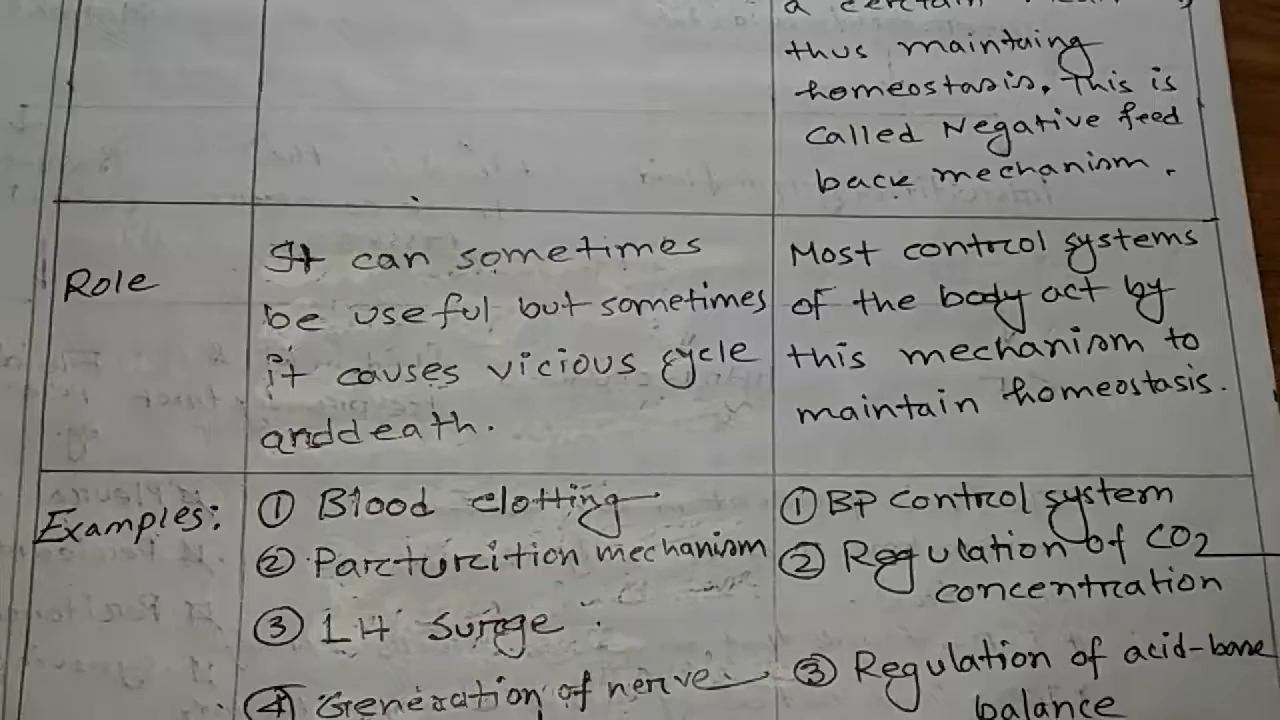 a certain
thus maintaing
homeostasis. This is
called Negative feed
back mechanism.
Role
It can sometimes
be useful but sometimes
it causes vicious cycle
and death.
Most control systems
of the body act by
this mechanism to
maintain homeostasis.
Examples:
① Blood clotting
② Parturition mechanism
③ LH surge
④ Generation of nerve
① BP control system
② Regulation of CO2
concentration
③ Regulation of acid-base
balance